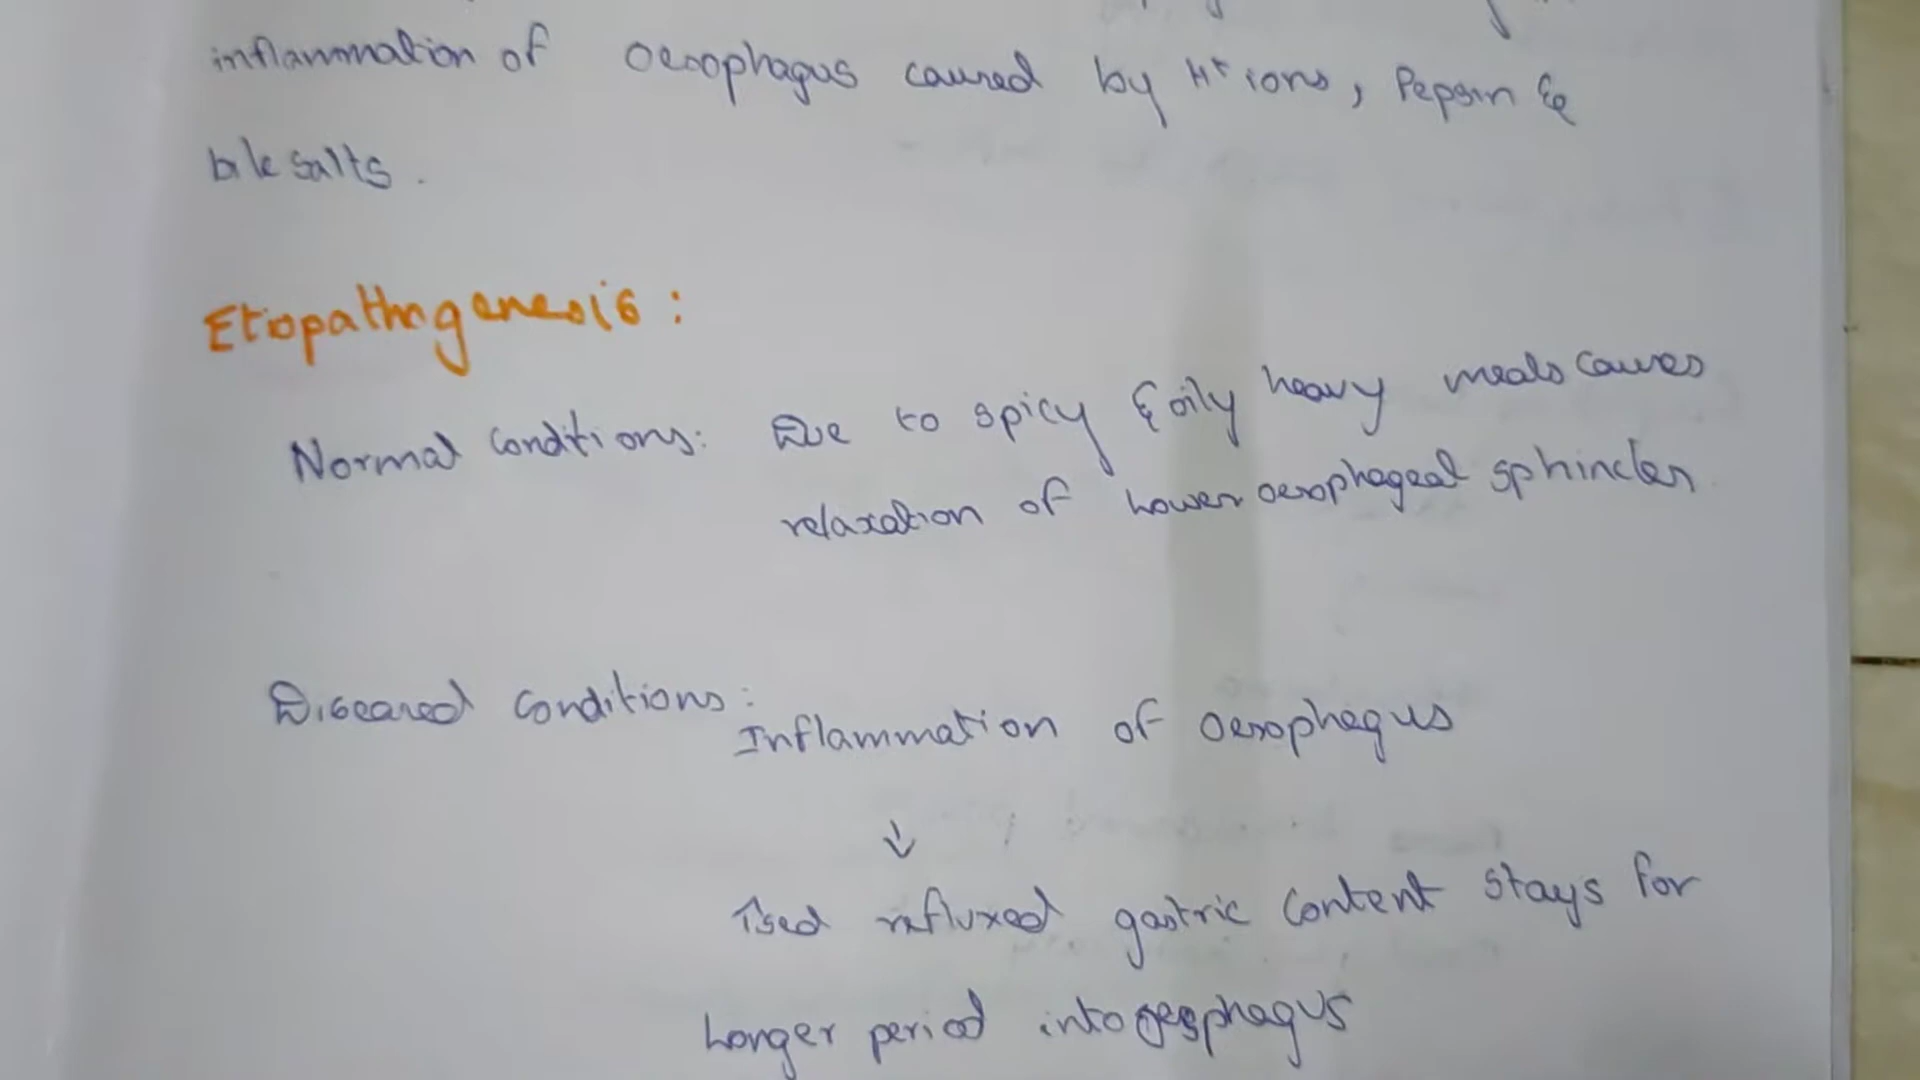 inflammation of Oesophagus caused by H+ ions, Pepsin &
bile salts.
Etiopathogenesis:
Normal conditions: Due to spicy & oily heavy meals causes
relaxation of Lower oesophageal sphincter
Diseased conditions:
Inflammation of Oesophagus
↓
↑sed refluxed gastric content stays for
Longer period into oesophagus